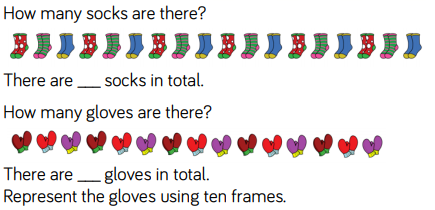 How many socks are there?
There are ___ socks in total.
How many gloves are there?
There are ___ gloves in total.
Represent the gloves using ten frames.